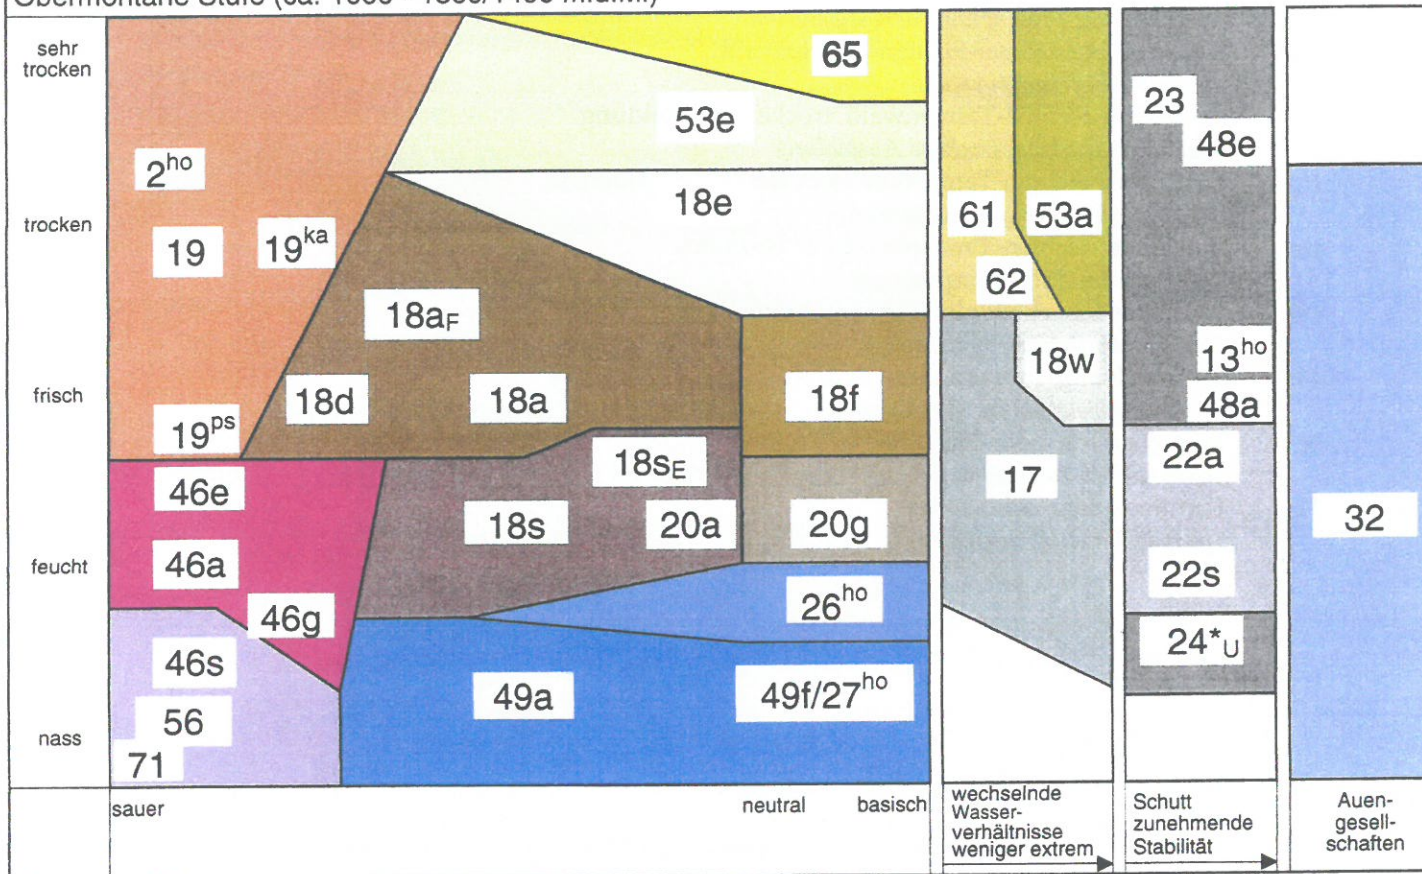 sehr
trocken
65
53e
23
48e
2ho
18e
trocken
19
19ka
61
53a
62
18aF
18w
13ho
frisch
18d
18a
18f
48a
19ps
18sE
22a
46e
17
18s
20a
20g
32
feucht
46a
22s
46g
26ho
46s
24*U
49a
49f/27ho
56
nass
71
sauer
neutral
basisch
wechselnde
Wasser-
verhältnisse
weniger extrem
Schutt
zunehmende
Stabilität
Auen-
gesell-
schaften